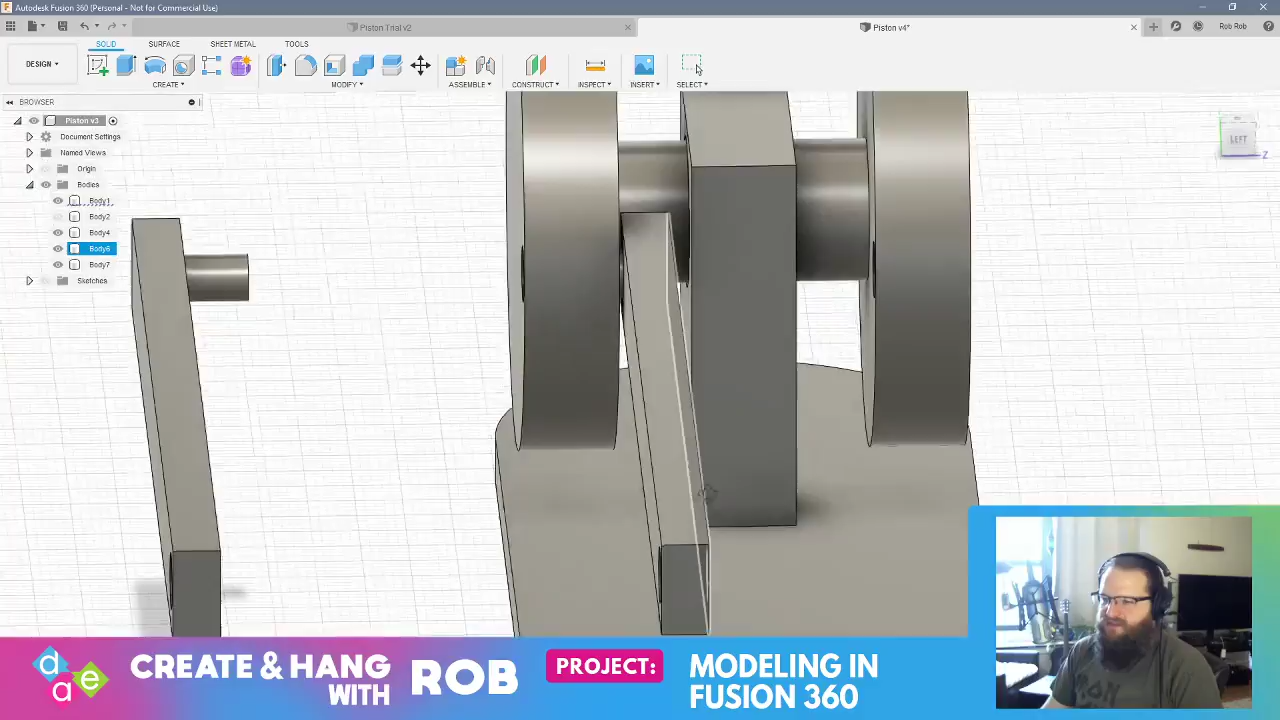 Autodesk Fusion 360 (Personal - Not for Commercial Use)
Piston Trial v2
Piston v4*
Rob Rob
SOLID
SURFACE
SHEET METAL
TOOLS
DESIGN
CREATE
MODIFY
ASSEMBLE
CONSTRUCT
INSPECT
INSERT
SELECT
BROWSER
Piston v3
Document Settings
Named Views
Origin
Bodies
Body1
Body2
Body4
Body6
Body7
Sketches
LEFT
Z
d
a e
CREATE & HANG
WITH
ROB
PROJECT:
MODELING IN
FUSION 360